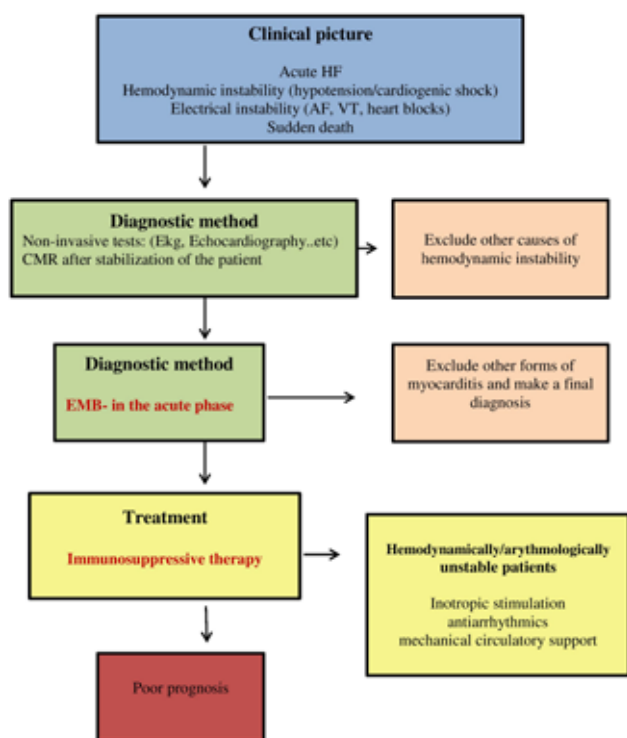 Clinical picture
Acute HF
Hemodynamic instability (hypotension/cardiogenic shock)
Electrical instability (AF, VT, heart blocks)
Sudden death
Diagnostic method
Non-invasive tests: (Ekg, Echocardiography..etc)
CMR after stabilization of the patient
Exclude other causes of
hemodynamic instability
Diagnostic method
EMB- in the acute phase
Exclude other forms of
myocarditis and make a final
diagnosis
Treatment
Immunosuppressive therapy
Hemodynamically/arythmologically
unstable patients
Inotropic stimulation
antiarrhythmics
mechanical circulatory support
Poor prognosis